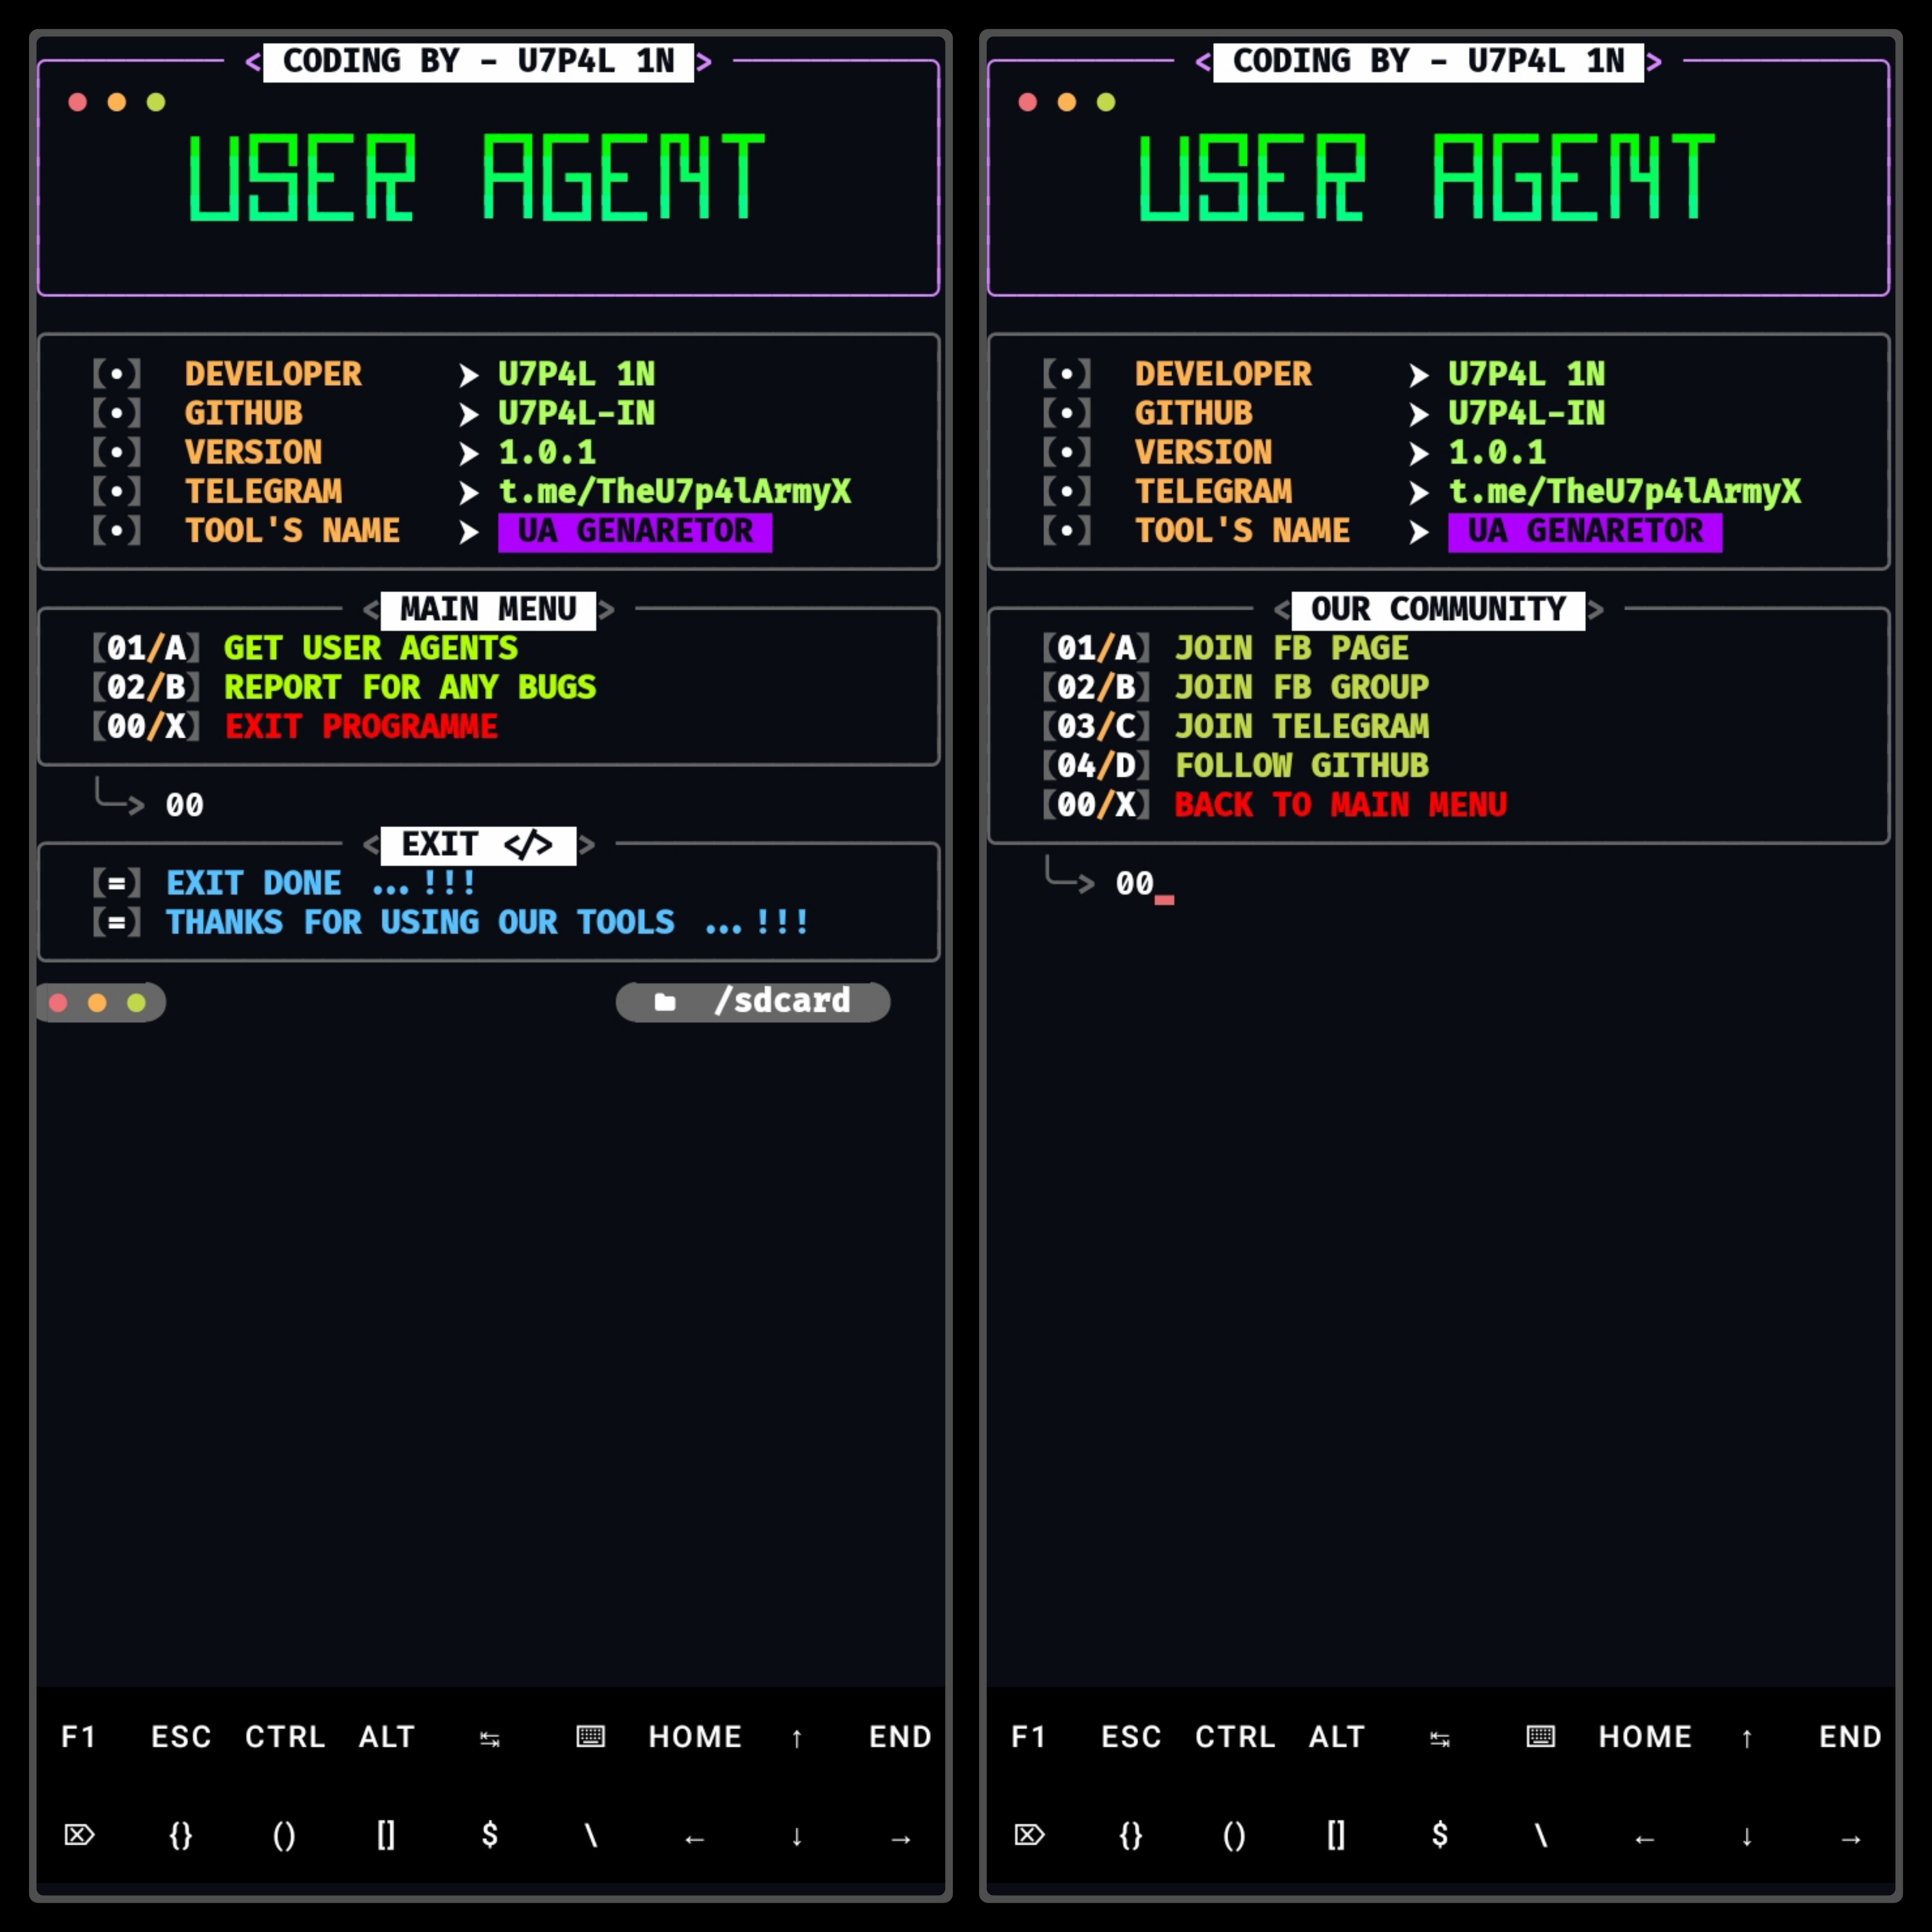 < CODING BY - U7P4L 1N >
USER AGENT
【•】 DEVELOPER ➤ U7P4L 1N
【•】 GITHUB ➤ U7P4L-IN
【•】 VERSION ➤ 1.0.1
【•】 TELEGRAM ➤ t.me/TheU7p4lArmyX
【•】 TOOL'S NAME ➤ UA GENARETOR
< MAIN MENU >
【01/A】 GET USER AGENTS
【02/B】 REPORT FOR ANY BUGS
【00/X】 EXIT PROGRAMME
╰─> 00
< EXIT </> >
【=】 EXIT DONE ...!!!
【=】 THANKS FOR USING OUR TOOLS ...!!!
/sdcard
F1 ESC CTRL ALT ↹ ⌨ HOME ↑ END
⌦ {} () [] $ \ ← ↓ →
< CODING BY - U7P4L 1N >
USER AGENT
【•】 DEVELOPER ➤ U7P4L 1N
【•】 GITHUB ➤ U7P4L-IN
【•】 VERSION ➤ 1.0.1
【•】 TELEGRAM ➤ t.me/TheU7p4lArmyX
【•】 TOOL'S NAME ➤ UA GENARETOR
< OUR COMMUNITY >
【01/A】 JOIN FB PAGE
【02/B】 JOIN FB GROUP
【03/C】 JOIN TELEGRAM
【04/D】 FOLLOW GITHUB
【00/X】 BACK TO MAIN MENU
╰─> 00
F1 ESC CTRL ALT ↹ ⌨ HOME ↑ END
⌦ {} () [] $ \ ← ↓ →